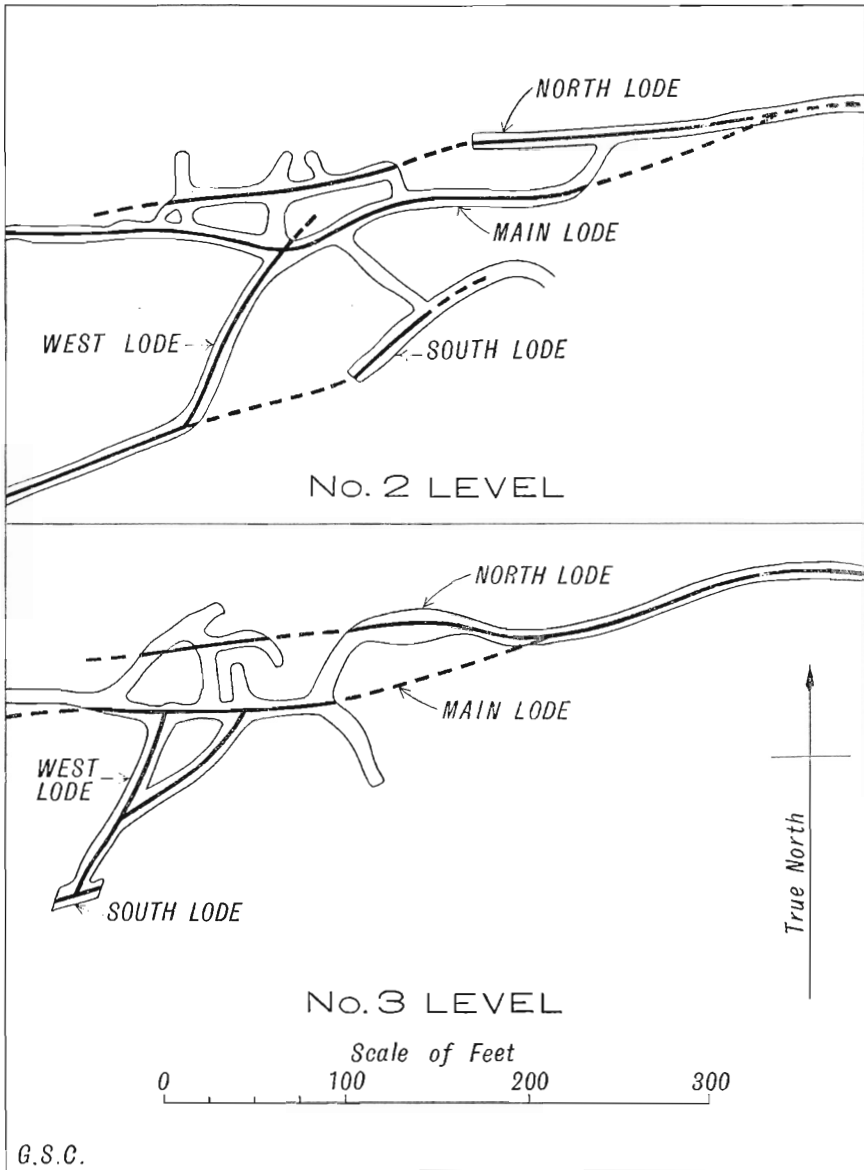 NORTH LODE
MAIN LODE
WEST LODE
SOUTH LODE
No. 2 LEVEL
NORTH LODE
MAIN LODE
WEST
LODE
SOUTH LODE
True North
No. 3 LEVEL
Scale of Feet
0 100 200 300
G.S.C.